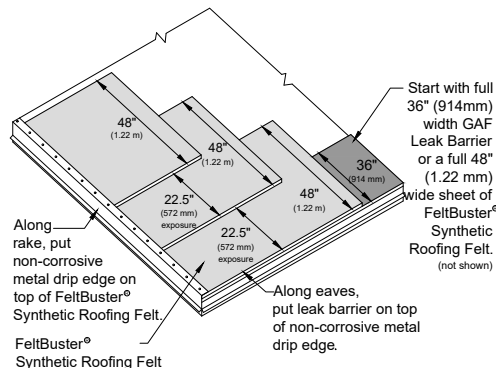 48"
(1.22 m)
48"
(1.22 m)
48"
(1.22 m)
36"
(914 mm)
22.5"
(572 mm)
exposure
22.5"
(572 mm)
exposure
Start with full
36" (914mm)
width GAF
Leak Barrier
or a full 48"
(1.22 mm)
wide sheet of
FeltBuster®
Synthetic
Roofing Felt.
(not shown)
Along
rake, put
non-corrosive
metal drip edge on
top of FeltBuster®
Synthetic Roofing Felt.
FeltBuster®
Synthetic Roofing Felt
Along eaves,
put leak barrier on top
of non-corrosive metal
drip edge.